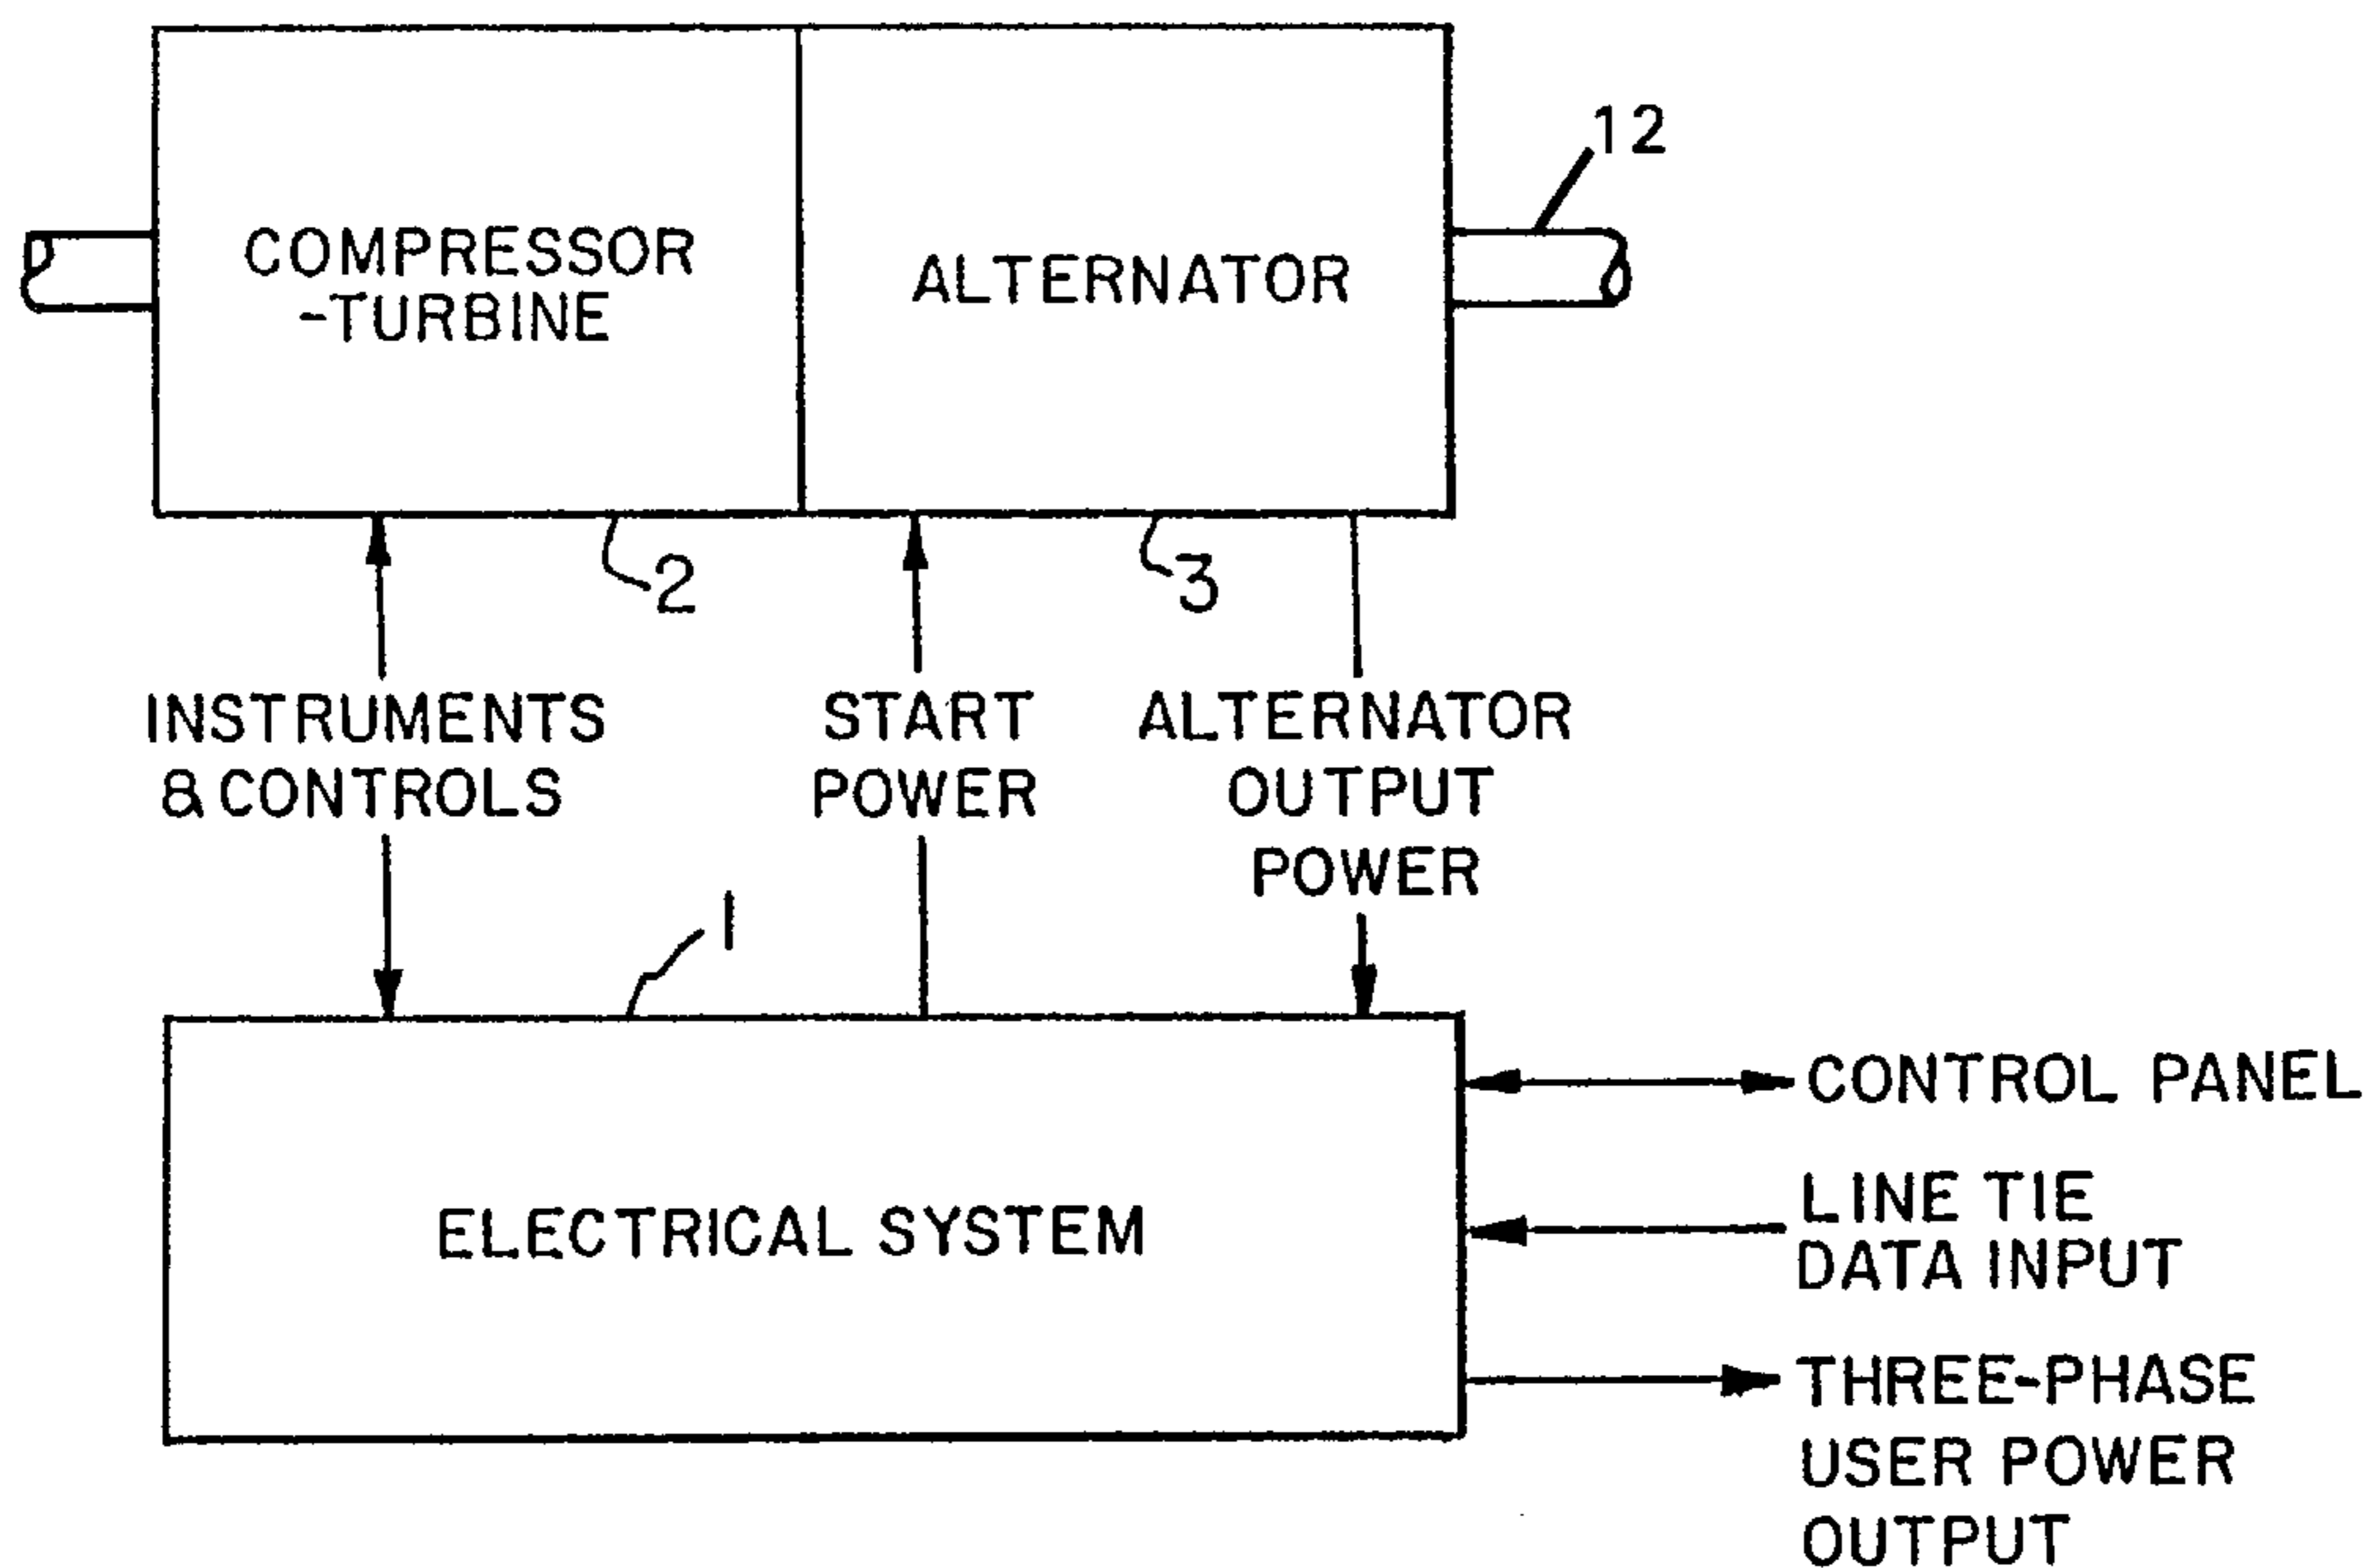 12
COMPRESSOR
-TURBINE
ALTERNATOR
2
3
INSTRUMENTS
& CONTROLS
START
POWER
ALTERNATOR
OUTPUT
POWER
1
ELECTRICAL SYSTEM
CONTROL PANEL
LINE TIE
DATA INPUT
THREE-PHASE
USER POWER
OUTPUT